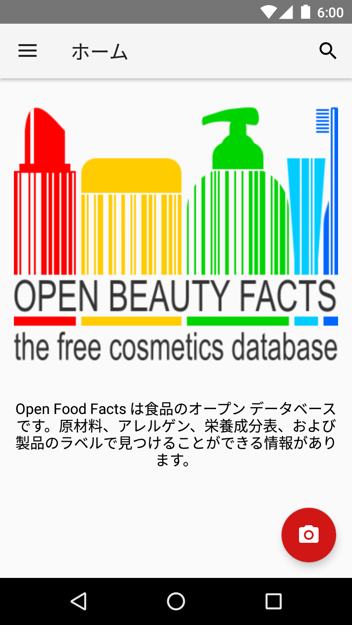 6:00
ホーム
OPEN BEAUTY FACTS
the free cosmetics database
Open Food Facts は食品のオープン データベース
です。原材料、アレルゲン、栄養成分表、および
製品のラベルで見つけることができる情報があり
ます。